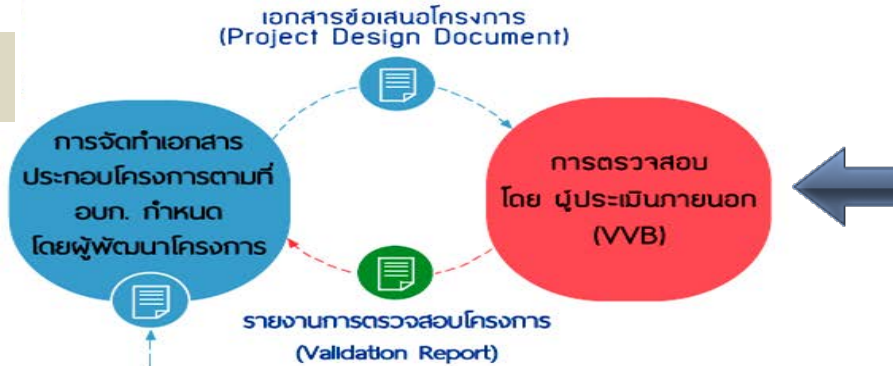 เอกสารข้อเสนอโครงการ
(Project Design Document)
การจัดทำเอกสาร
ประกอบโครงการตามที่
อบก. กำหนด
โดยผู้พัฒนาโครงการ
การตรวจสอบ
โดย ผู้ประเมินภายนอก
(VVB)
รายงานการตรวจสอบโครงการ
(Validation Report)